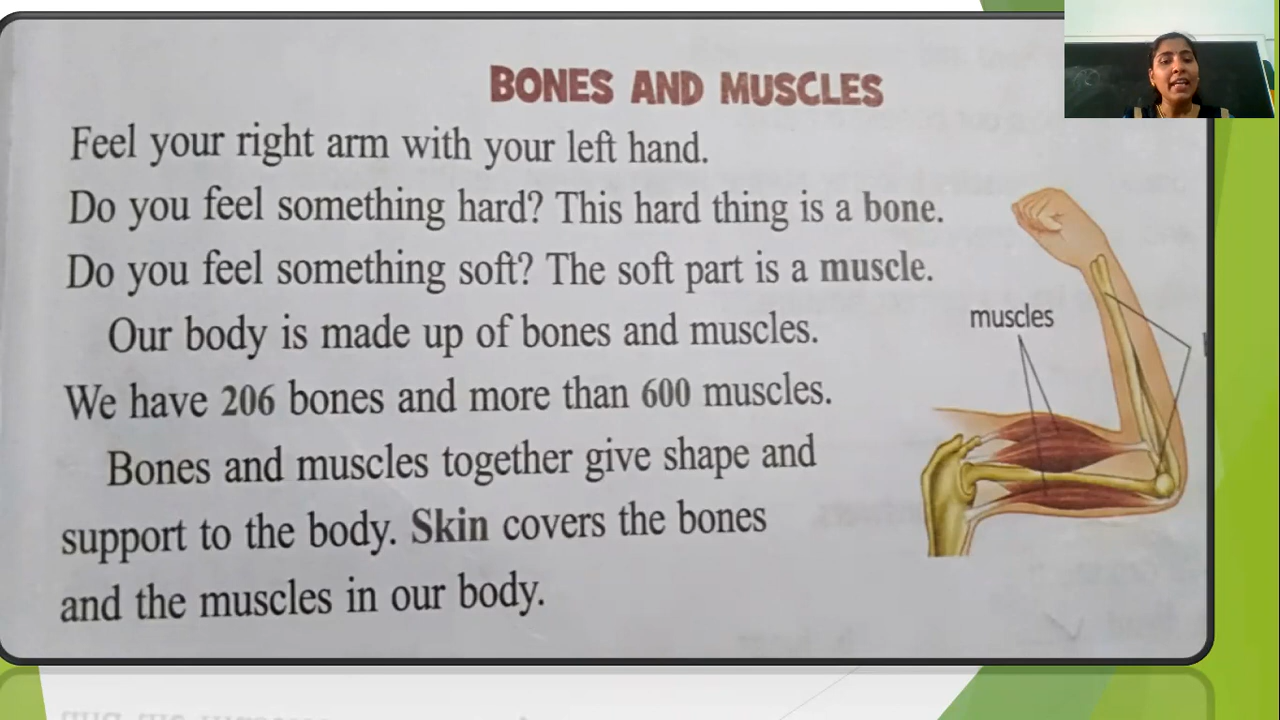 BONES AND MUSCLES
Feel your right arm with your left hand.
Do you feel something hard? This hard thing is a bone.
Do you feel something soft? The soft part is a muscle.
muscles
Our body is made up of bones and muscles.
We have 206 bones and more than 600 muscles.
Bones and muscles together give shape and
support to the body. Skin covers the bones
and the muscles in our body.